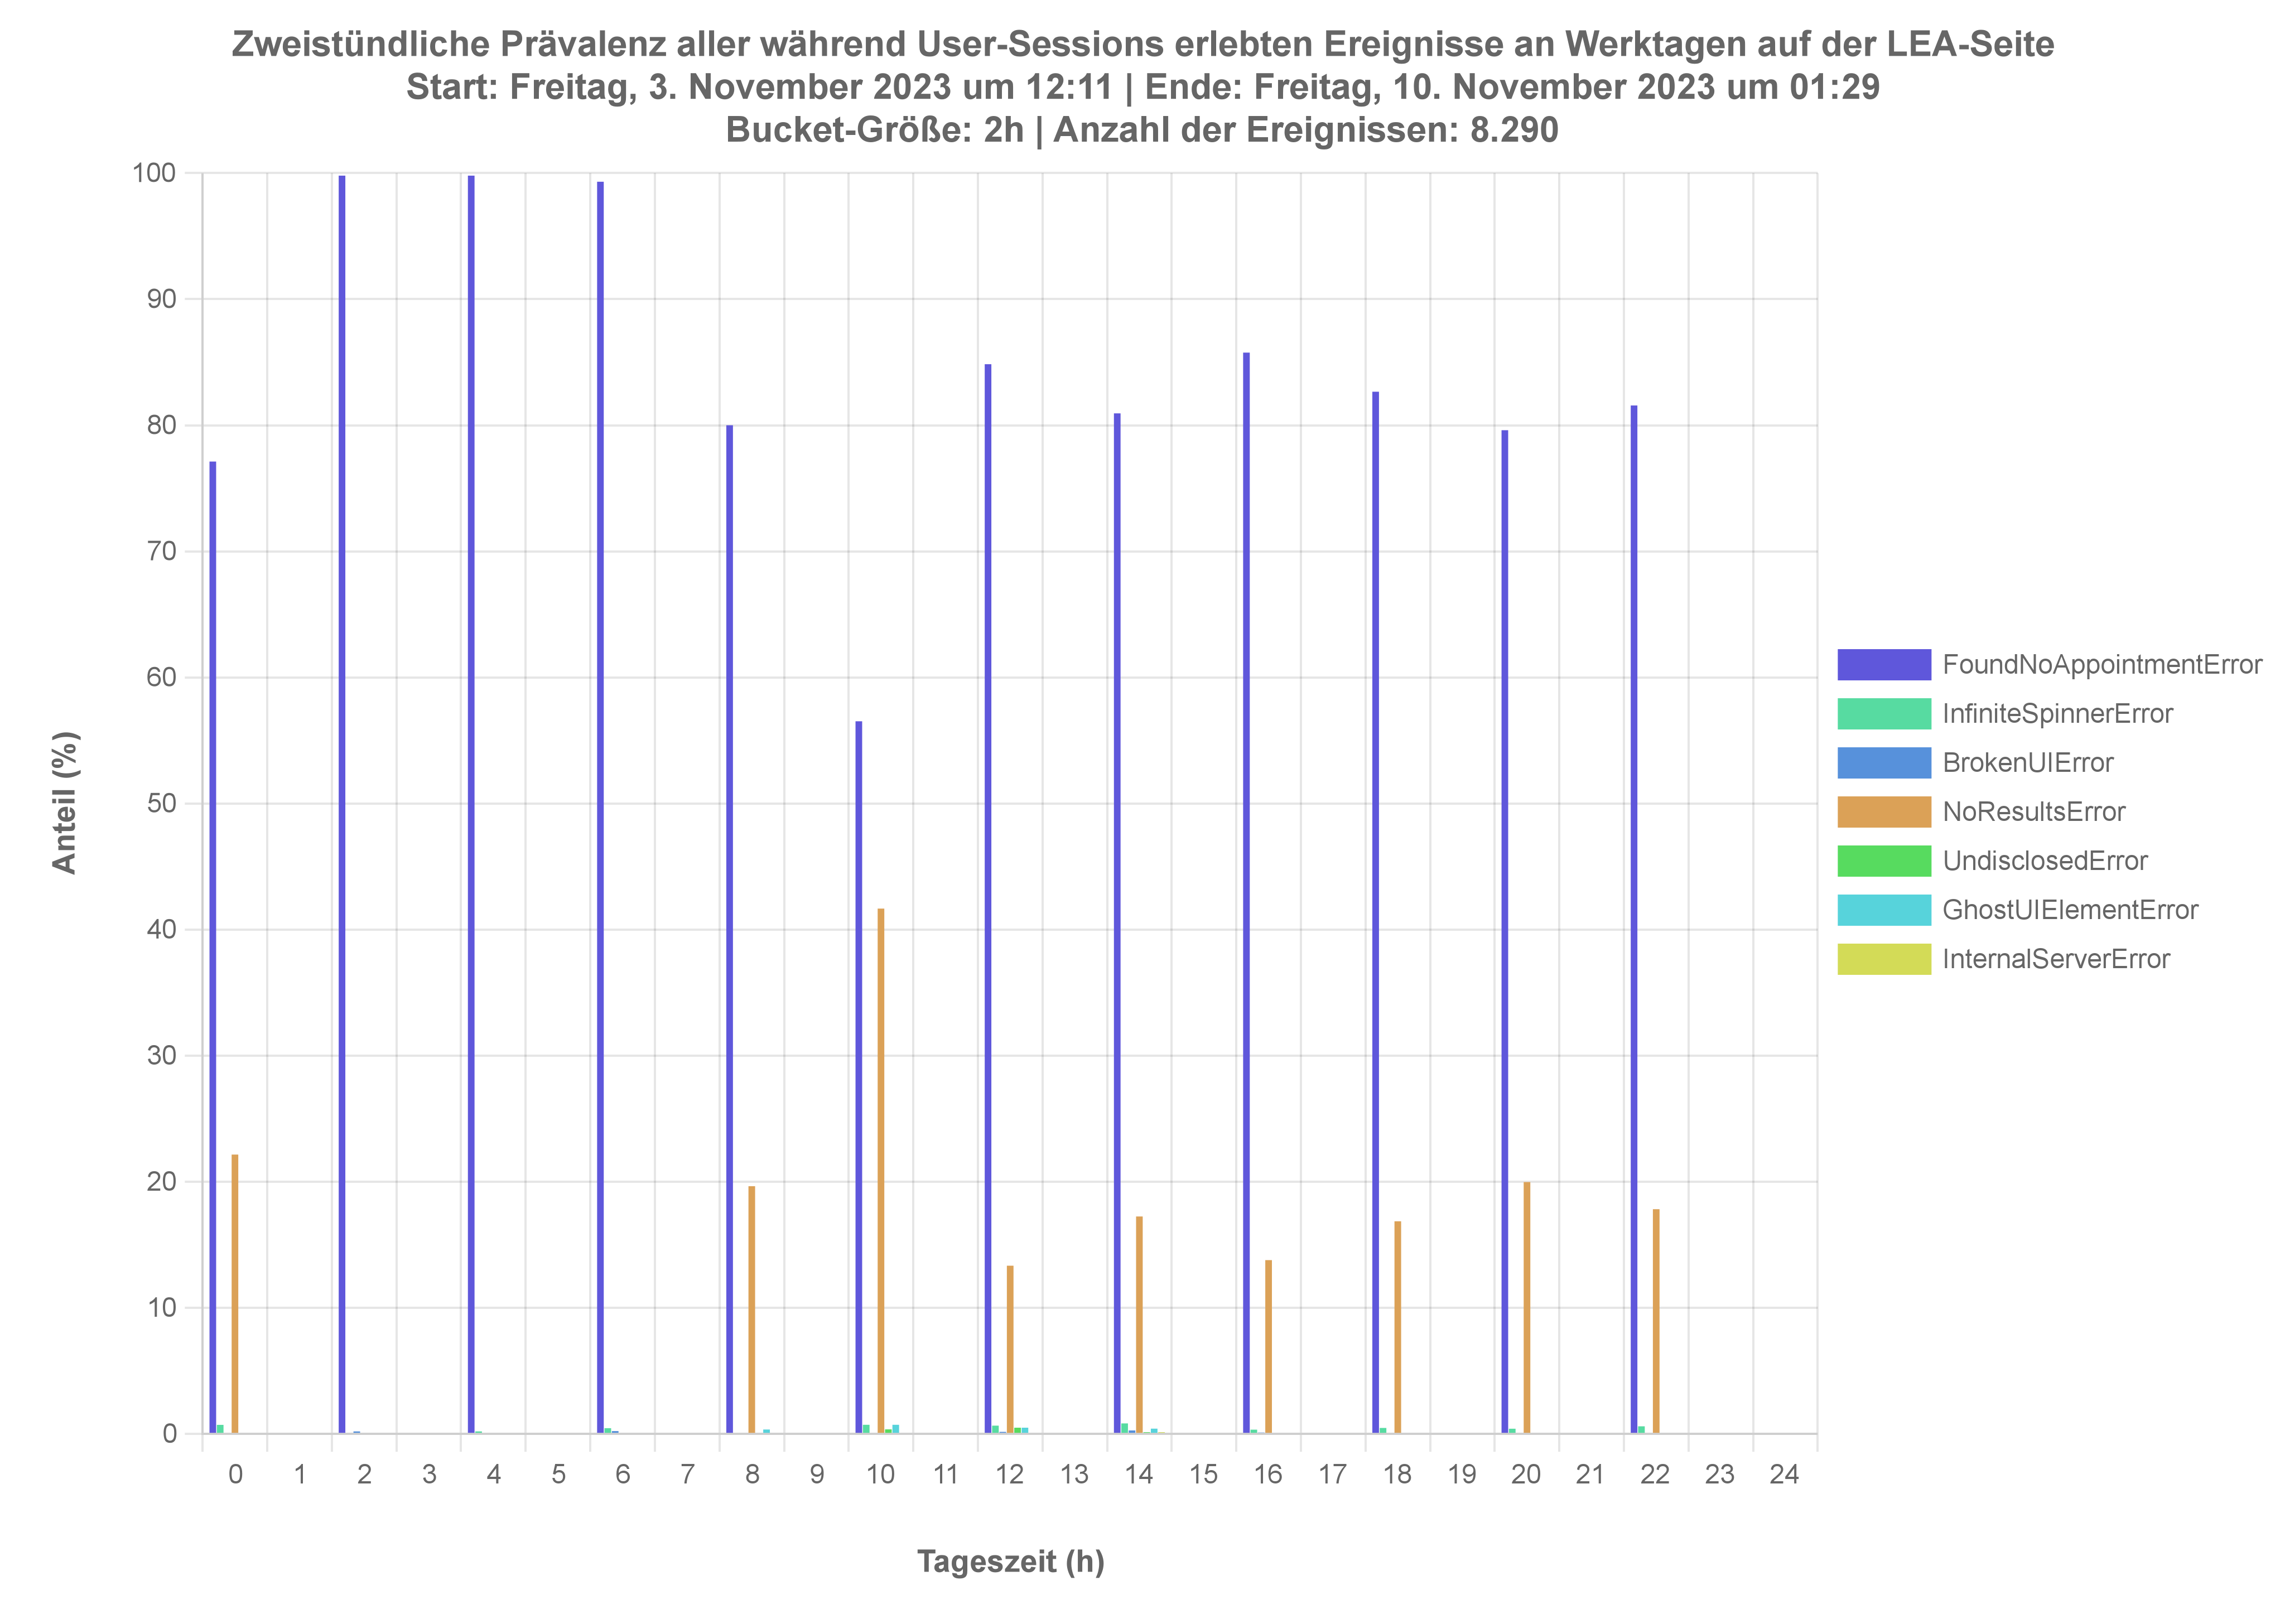 Zweistündliche Prävalenz aller während User-Sessions erlebten Ereignisse an Werktagen auf der LEA-Seite
Start: Freitag, 3. November 2023 um 12:11 | Ende: Freitag, 10. November 2023 um 01:29
Bucket-Größe: 2h | Anzahl der Ereignissen: 8.290
100
90
80
70
60
50
40
30
20
10
0
Anteil (%)
0 1 2 3 4 5 6 7 8 9 10 11 12 13 14 15 16 17 18 19 20 21 22 23 24
Tageszeit (h)
FoundNoAppointmentError
InfiniteSpinnerError
BrokenUIError
NoResultsError
UndisclosedError
GhostUIElementError
InternalServerError